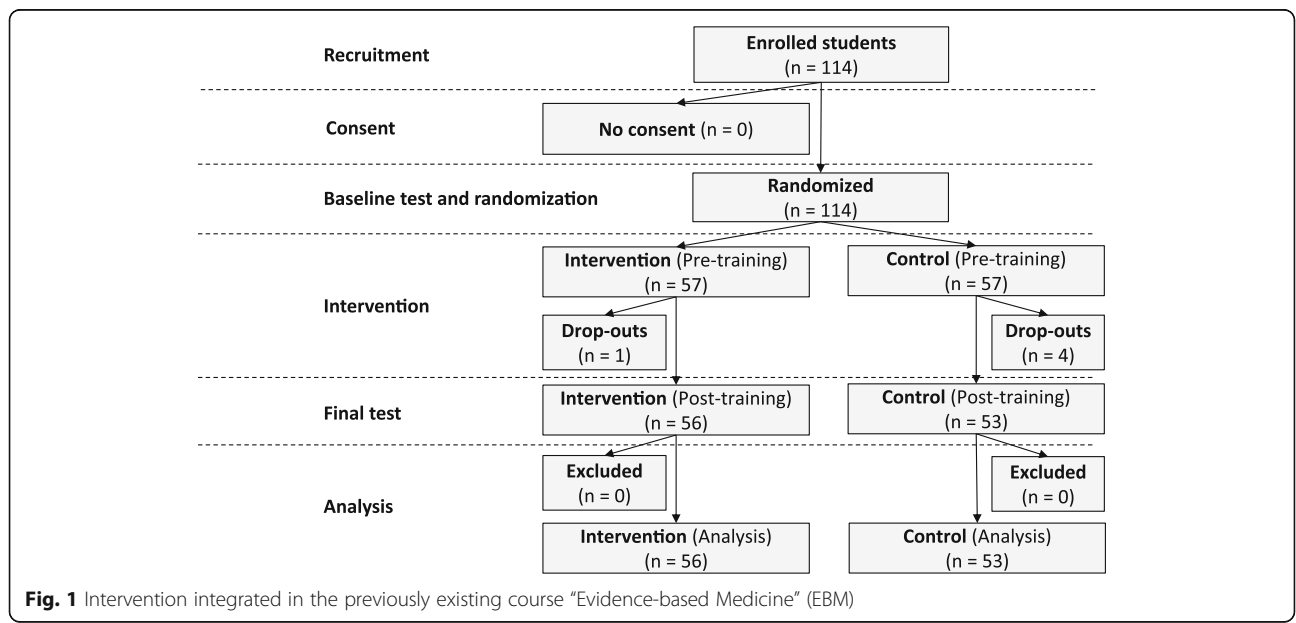 Recruitment
Enrolled students
(n = 114)
Consent
No consent (n = 0)
Baseline test and randomization
Randomized
(n = 114)
Intervention
Intervention (Pre-training)
(n = 57)
Control (Pre-training)
(n = 57)
Drop-outs
(n = 1)
Drop-outs
(n = 4)
Final test
Intervention (Post-training)
(n = 56)
Control (Post-training)
(n = 53)
Analysis
Excluded
(n = 0)
Excluded
(n = 0)
Intervention (Analysis)
(n = 56)
Control (Analysis)
(n = 53)
Fig. 1 Intervention integrated in the previously existing course “Evidence-based Medicine” (EBM)